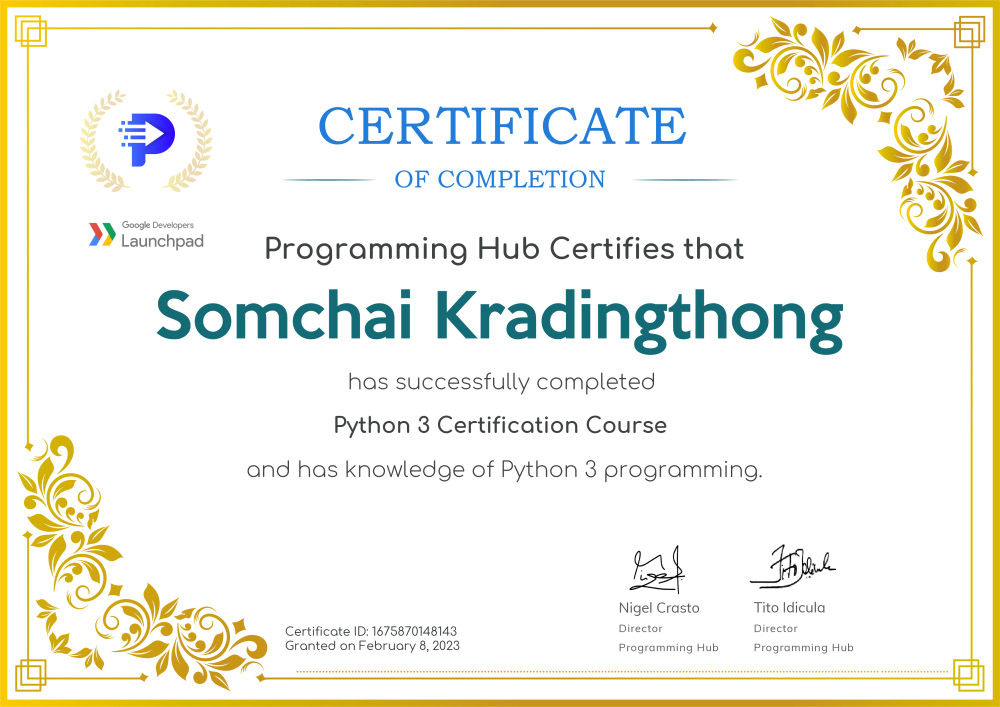 CERTIFICATE
OF COMPLETION
Google Developers
Launchpad
Programming Hub Certifies that
Somchai Kradingthong
has successfully completed
Python 3 Certification Course
and has knowledge of Python 3 programming.
Nigel Crasto
Director
Programming Hub
Tito Idicula
Director
Programming Hub
Certificate ID: 1675870148143
Granted on February 8, 2023